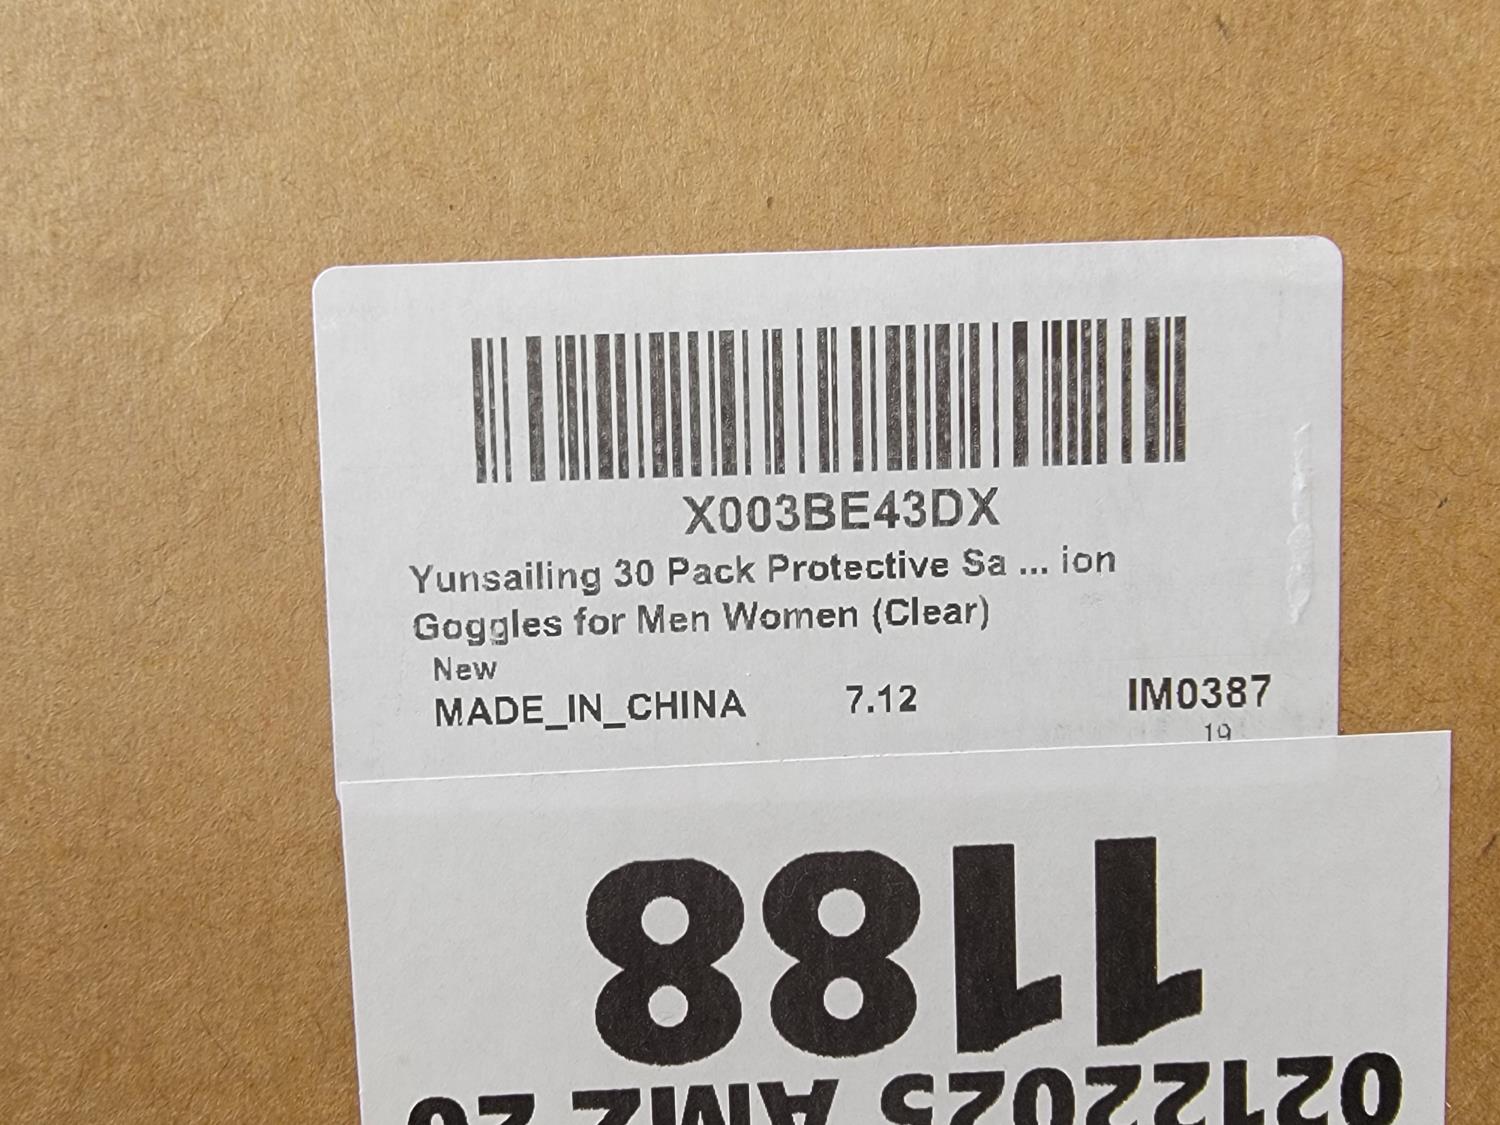 X003BE43DX
Yunsailing 30 Pack Protective Sa ... ion
Goggles for Men Women (Clear)
New
MADE_IN_CHINA 7.12 IM0387
19
02122025 AMZ 20
1188